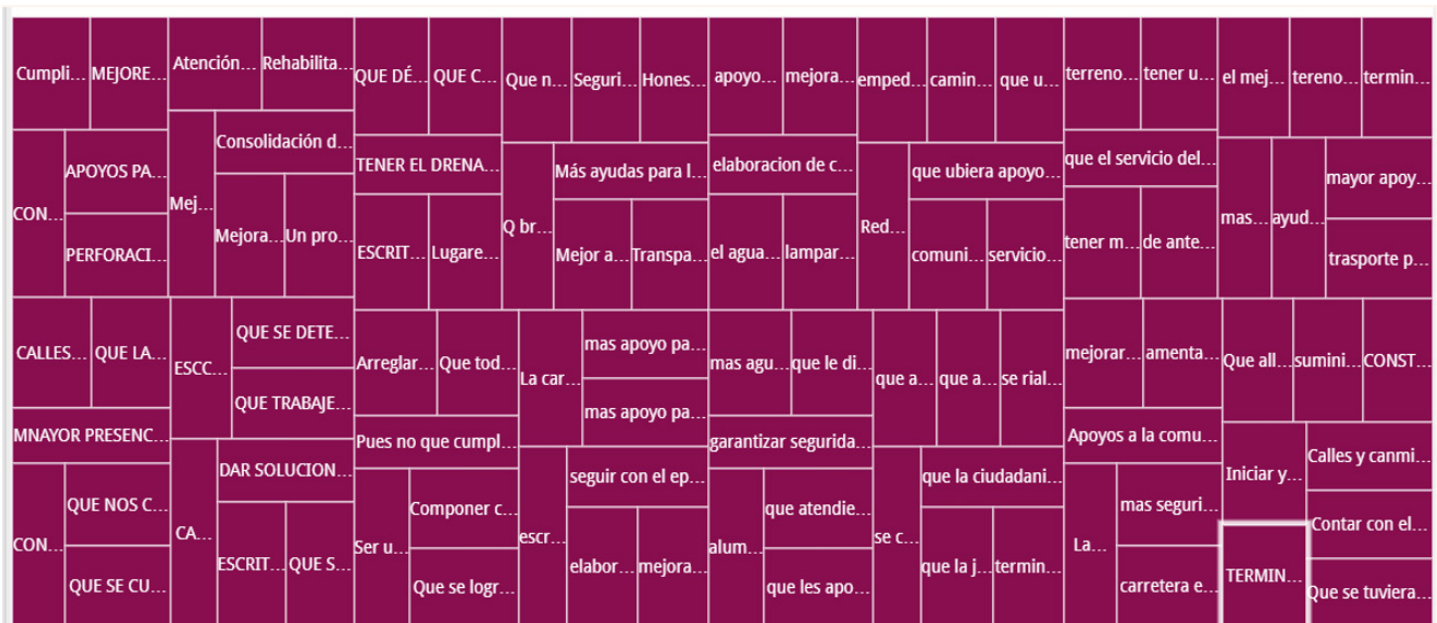 Cumpli...
MEJORE...
Atención...
Rehabilita...
QUE DÉ...
QUE C...
Que n...
Seguri...
Hones...
apoyo...
mejora...
emped...
camin...
que u...
terreno...
tener u...
el mej...
tereno...
termin...
CON...
APOYOS PA...
PERFORACI...
Mej...
Consolidación d...
Mejora...
Un pro...
TENER EL DRENA...
ESCRIT...
Lugare...
Q br...
Más ayudas para l...
Mejor a...
Transpa...
elaboracion de c...
el agua...
lampar...
Red...
que ubiera apoyo...
comuni...
servicio...
que el servicio del...
tener m...
de ante...
mas...
ayud...
mayor apoy...
trasporte p...
CALLES...
QUE LA...
ESCC...
QUE SE DETE...
QUE TRABAJE...
Arreglar...
Que tod...
La car...
mas apoyo pa...
mas apoyo pa...
mas agu...
que le di...
que a...
que a...
se rial...
mejorar...
amenta...
Que all...
sumini...
CONST...
MNAYOR PRESENC...
Pues no que cumpl...
garantizar segurida...
Apoyos a la comu...
CON...
QUE NOS C...
QUE SE CU...
CA...
DAR SOLUCION...
ESCRIT...
QUE S...
Ser u...
Componer c...
Que se logr...
escr...
seguir con el ep...
elabor...
mejora...
alum...
que atendie...
que les apo...
se c...
que la ciudadani...
que la j...
termin...
La...
mas seguri...
carretera e...
Iniciar y...
TERMIN...
Calles y canmi...
Contar con el...
Que se tuviera...